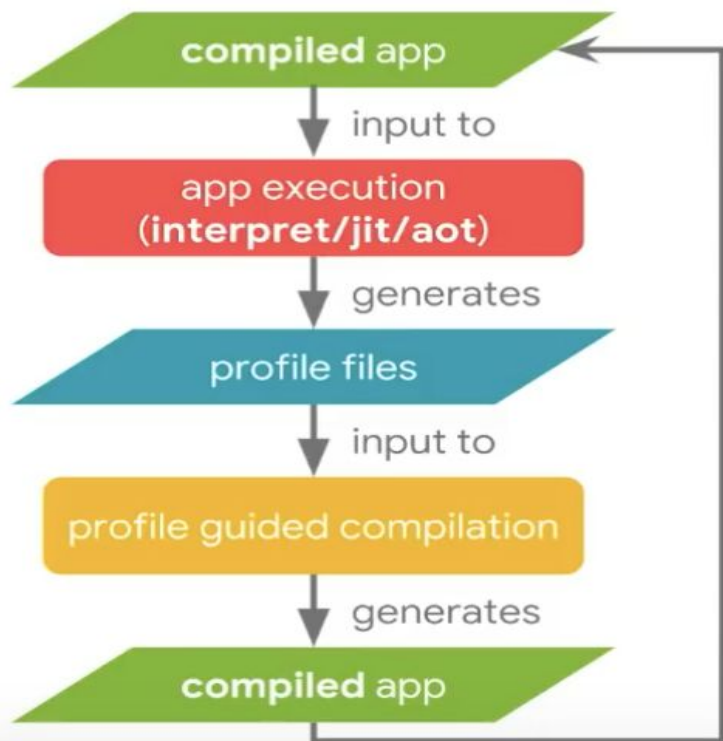 compiled app
input to
app execution
(interpret/jit/aot)
generates
profile files
input to
profile guided compilation
generates
compiled app